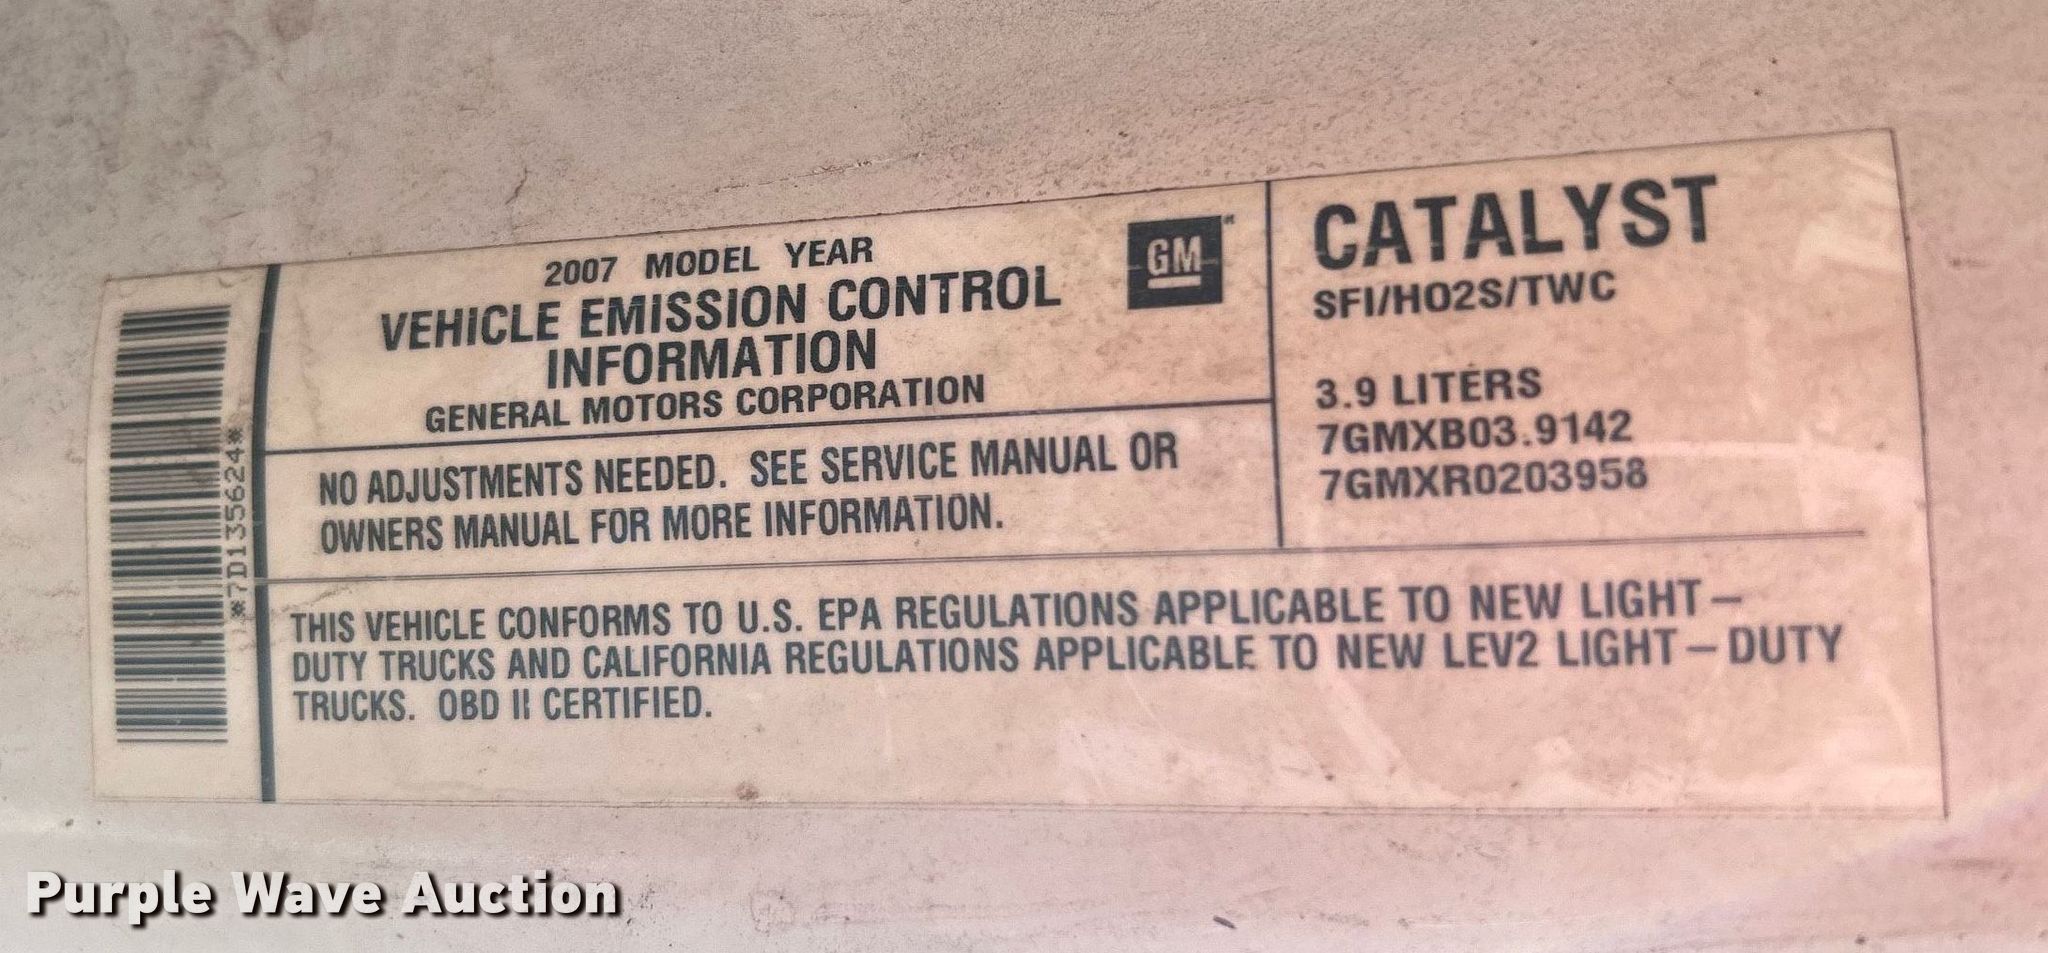 2007 MODEL YEAR
VEHICLE EMISSION CONTROL
INFORMATION
GENERAL MOTORS CORPORATION
GM
CATALYST
SFI/HO2S/TWC
3.9 LITERS
7GMXB03.9142
7GMXR0203958
NO ADJUSTMENTS NEEDED. SEE SERVICE MANUAL OR
OWNERS MANUAL FOR MORE INFORMATION.
THIS VEHICLE CONFORMS TO U.S. EPA REGULATIONS APPLICABLE TO NEW LIGHT-
DUTY TRUCKS AND CALIFORNIA REGULATIONS APPLICABLE TO NEW LEV2 LIGHT-DUTY
TRUCKS. OBD II CERTIFIED.
*7D135624*
Purple Wave Auction